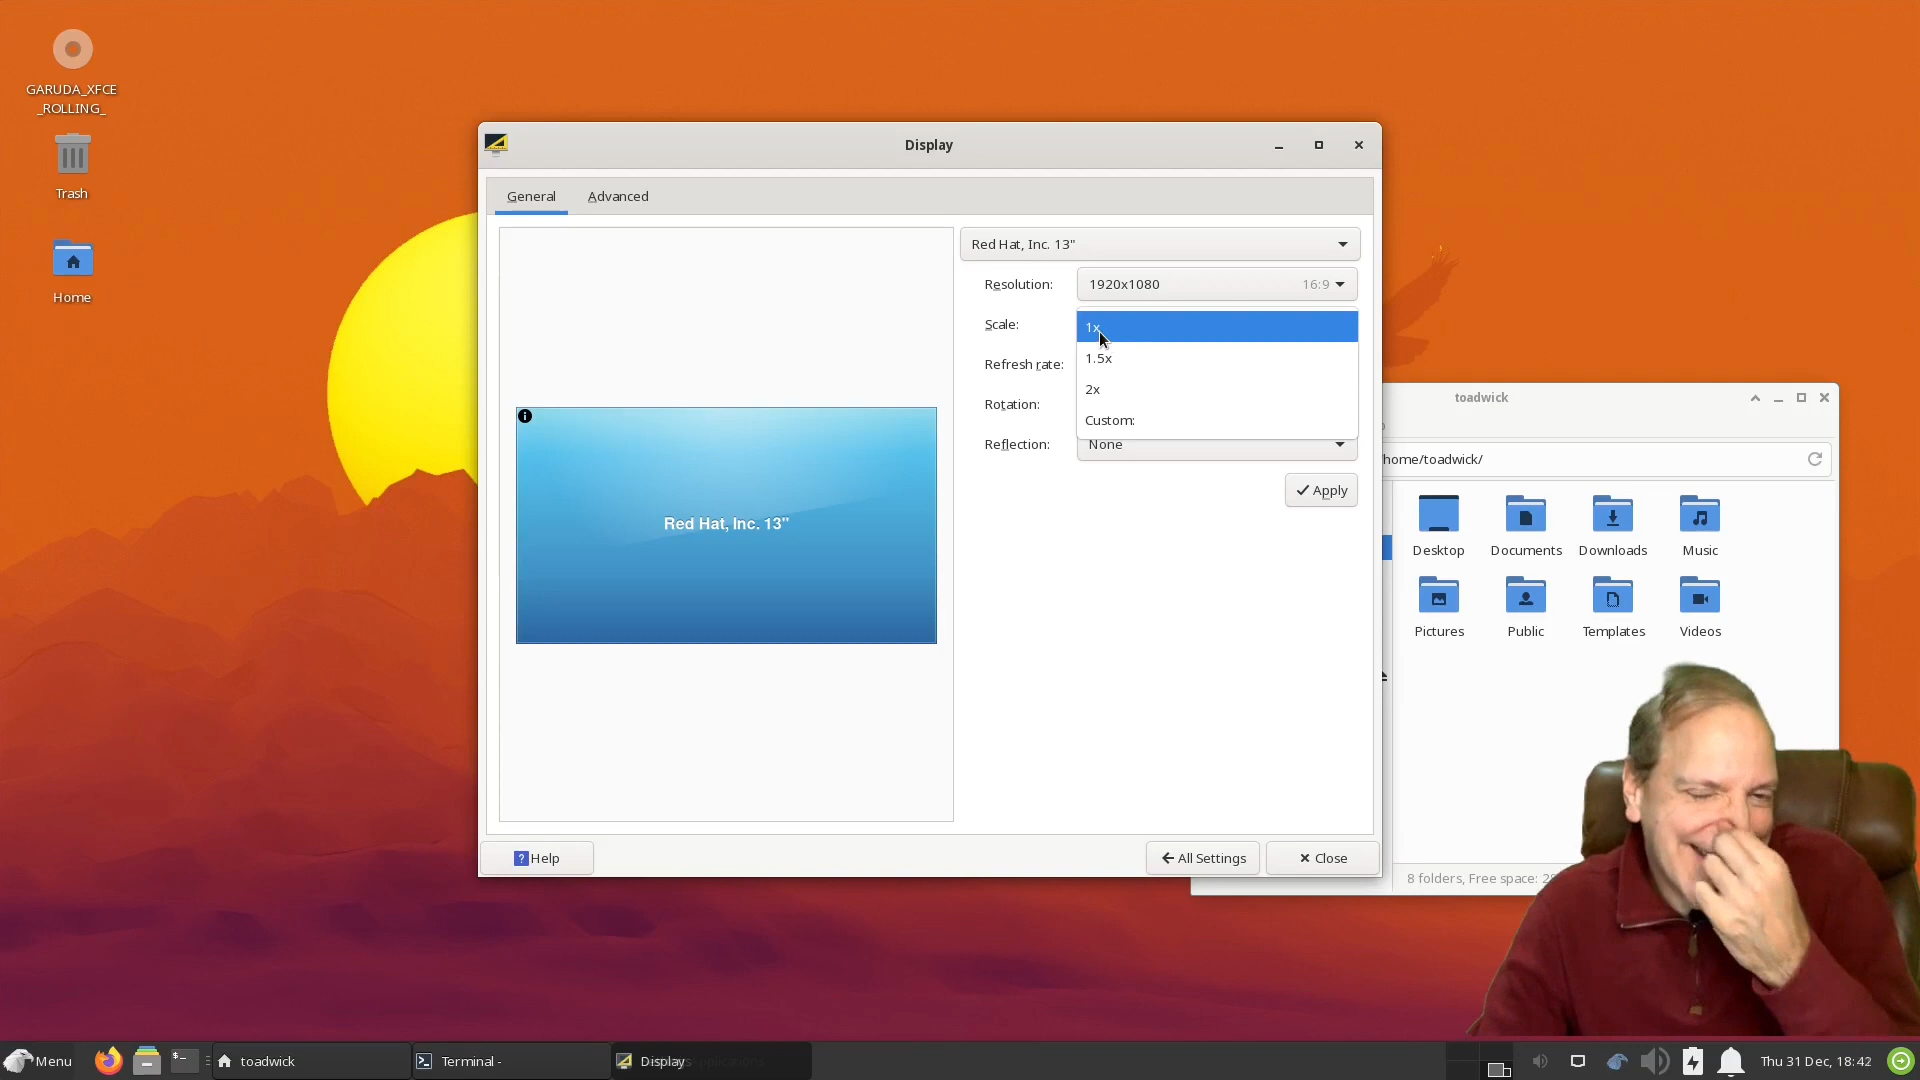 GARUDA_XFCE
_ROLLING_
Trash
Home
Display
General
Advanced
Red Hat, Inc. 13"
Resolution:
1920x1080
16:9
Scale:
1x
1.5x
2x
Custom:
Refresh rate:
Rotation:
Reflection:
None
Apply
Red Hat, Inc. 13"
Help
All Settings
Close
toadwick
home/toadwick/
Desktop
Documents
Downloads
Music
Pictures
Public
Templates
Videos
8 folders, Free space:
Menu
toadwick
Terminal -
Display
Thu 31 Dec, 18:42